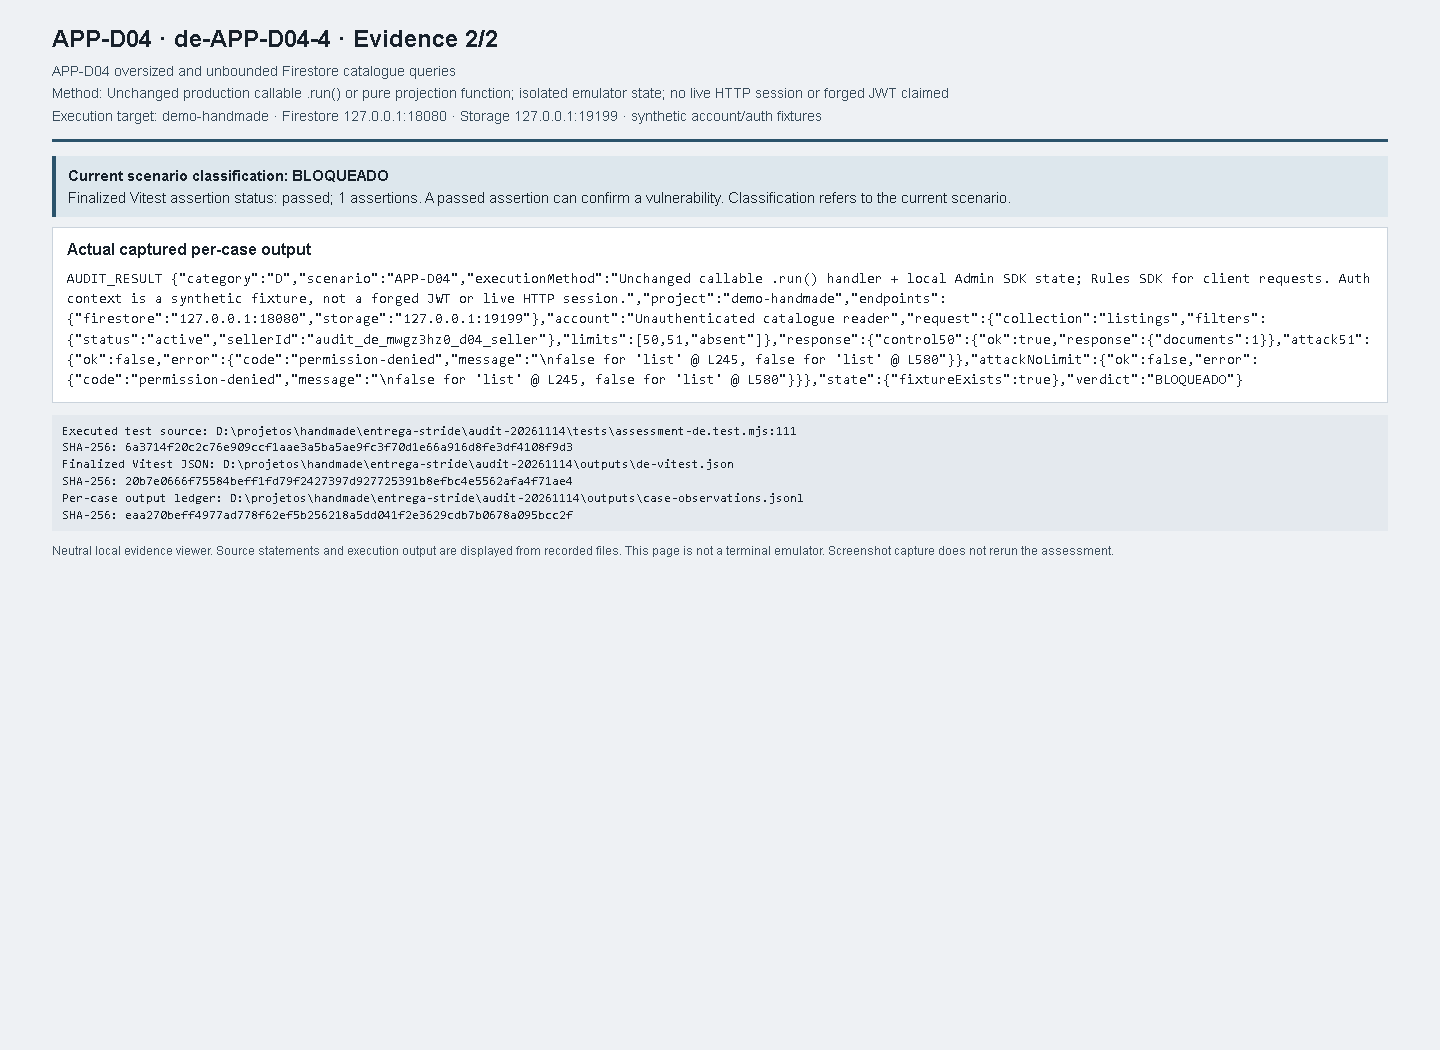 APP-D04 · de-APP-D04-4 · Evidence 2/2
APP-D04 oversized and unbounded Firestore catalogue queries
Method: Unchanged production callable .run() or pure projection function; isolated emulator state; no live HTTP session or forged JWT claimed
Execution target: demo-handmade · Firestore 127.0.0.1:18080 · Storage 127.0.0.1:19199 · synthetic account/auth fixtures
Current scenario classification: BLOQUEADO
Finalized Vitest assertion status: passed; 1 assertions. A passed assertion can confirm a vulnerability. Classification refers to the current scenario.
Actual captured per-case output
AUDIT_RESULT {"category":"D","scenario":"APP-D04","executionMethod":"Unchanged callable .run() handler + local Admin SDK state; Rules SDK for client requests. Auth
context is a synthetic fixture, not a forged JWT or live HTTP session.","project":"demo-handmade","endpoints":
{"firestore":"127.0.0.1:18080","storage":"127.0.0.1:19199"},"account":"Unauthenticated catalogue reader","request":{"collection":"listings","filters":
{"status":"active","sellerId":"audit_de_mwgz3hz0_d04_seller"},"limits":[50,51,"absent"]},"response":{"control50":{"ok":true,"response":{"documents":1}},"attack51":
{"ok":false,"error":{"code":"permission-denied","message":"\nfalse for 'list' @ L245, false for 'list' @ L580"}},"attackNoLimit":{"ok":false,"error":
{"code":"permission-denied","message":"\nfalse for 'list' @ L245, false for 'list' @ L580"}}},"state":{"fixtureExists":true},"verdict":"BLOQUEADO"}
Executed test source: D:\projetos\handmade\entrega-stride\audit-20261114\tests\assessment-de.test.mjs:111
SHA-256: 6a3714f20c2c76e909ccf1aae3a5ba5ae9fc3f70d1e66a916d8fe3df4108f9d3
Finalized Vitest JSON: D:\projetos\handmade\entrega-stride\audit-20261114\outputs\de-vitest.json
SHA-256: 20b7e0666f75584beff1fd79f2427397d927725391b8efbc4e5562afa4f71ae4
Per-case output ledger: D:\projetos\handmade\entrega-stride\audit-20261114\outputs\case-observations.jsonl
SHA-256: eaa270beff4977ad778f62ef5b256218a5dd041f2e3629cdb7b0678a095bcc2f
Neutral local evidence viewer. Source statements and execution output are displayed from recorded files. This page is not a terminal emulator. Screenshot capture does not rerun the assessment.